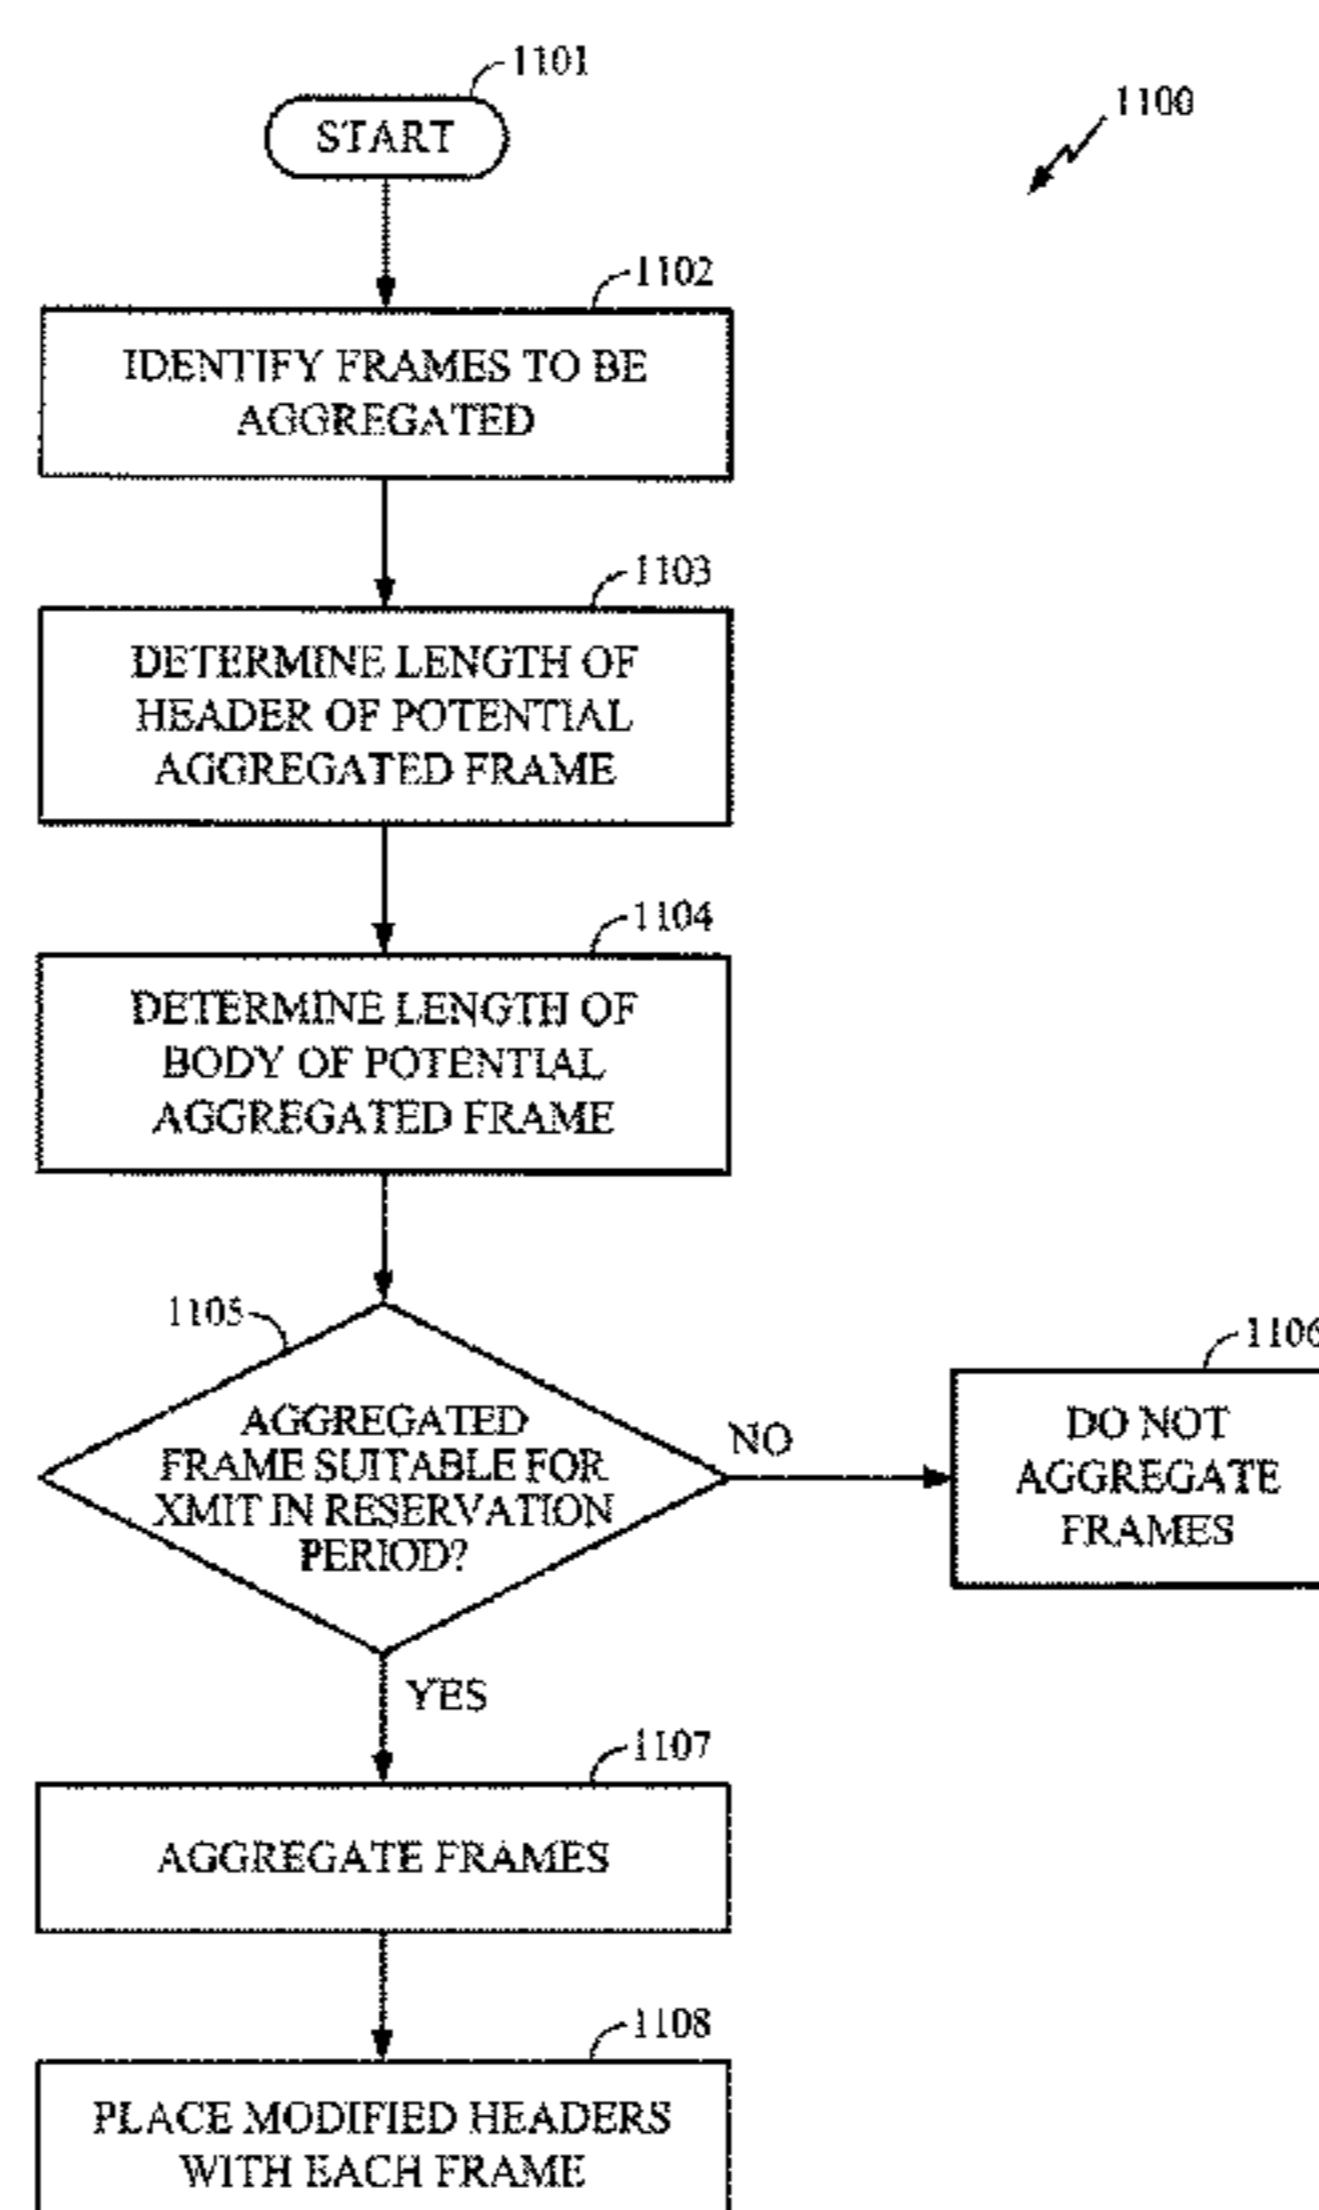 1101
START
1100
1102
IDENTIFY FRAMES TO BE
AGGREGATED
1103
DETERMINE LENGTH OF
HEADER OF POTENTIAL
AGGREGATED FRAME
1104
DETERMINE LENGTH OF
BODY OF POTENTIAL
AGGREGATED FRAME
1105
AGGREGATED
FRAME SUITABLE FOR
XMIT IN RESERVATION
PERIOD?
NO
1106
DO NOT
AGGREGATE
FRAMES
YES
1107
AGGREGATE FRAMES
1108
PLACE MODIFIED HEADERS
WITH EACH FRAME